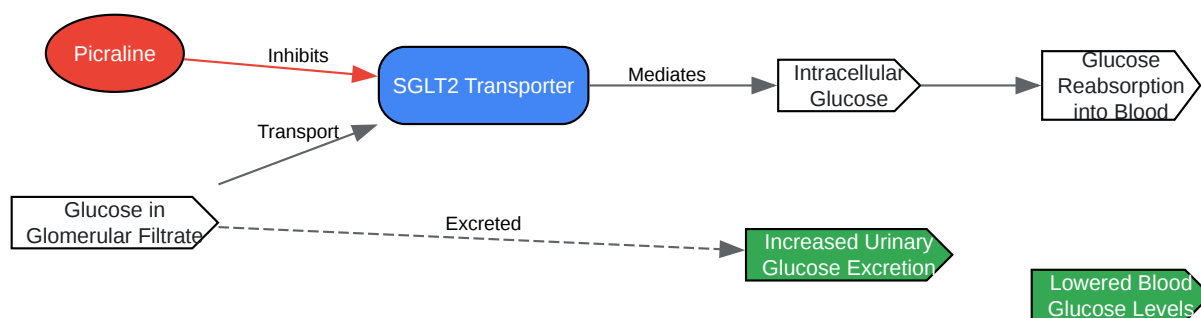 Picraline
Inhibits
SGLT2 Transporter
Mediates
Intracellular
Glucose
Glucose
Reabsorption
into Blood
Transport
Glucose in
Glomerular Filtrate
Excreted
Increased Urinary
Glucose Excretion
Lowered Blood
Glucose Levels